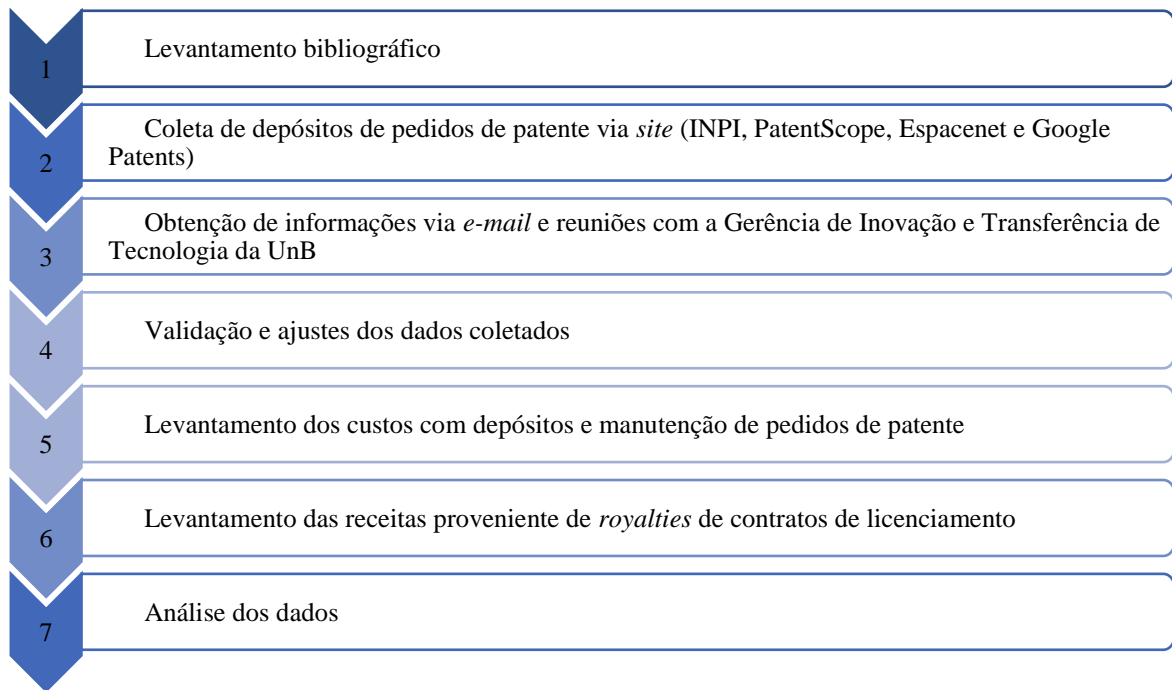 1
Levantamento bibliográfico
2
Coleta de depósitos de pedidos de patente via site (INPI, PatentScope, Espacenet e Google
Patents)
3
Obtenção de informações via e-mail e reuniões com a Gerência de Inovação e Transferência de
Tecnologia da UnB
4
Validação e ajustes dos dados coletados
5
Levantamento dos custos com depósitos e manutenção de pedidos de patente
6
Levantamento das receitas proveniente de royalties de contratos de licenciamento
7
Análise dos dados